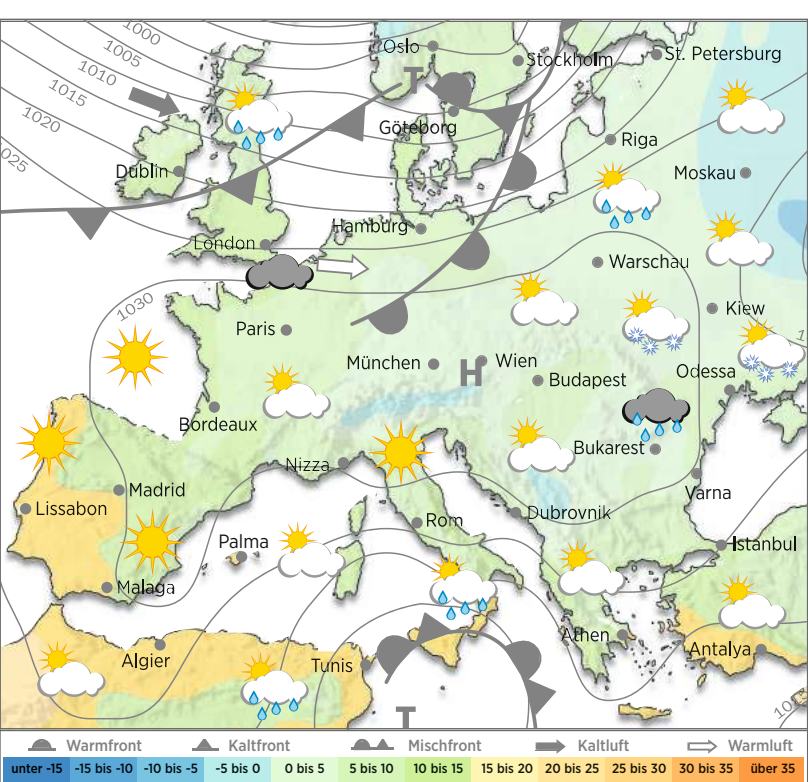 1000
1005
1010
1015
1020
1025
Oslo
Stockholm
St. Petersburg
T
Göteborg
Riga
Dublin
Moskau
London
Hamburg
Warschau
1030
Kiew
Paris
München
H
Wien
Budapest
Odessa
Bordeaux
Bukarest
Nizza
Varna
Madrid
Lissabon
Rom
Dubrovnik
Palma
Istanbul
Malaga
Athen
Algier
Tunis
Antalya
T
Warmfront Kaltfront Mischfront Kaltluft Warmluft
unter -15 -15 bis -10 -10 bis -5 -5 bis 0 0 bis 5 5 bis 10 10 bis 15 15 bis 20 20 bis 25 25 bis 30 30 bis 35 über 35